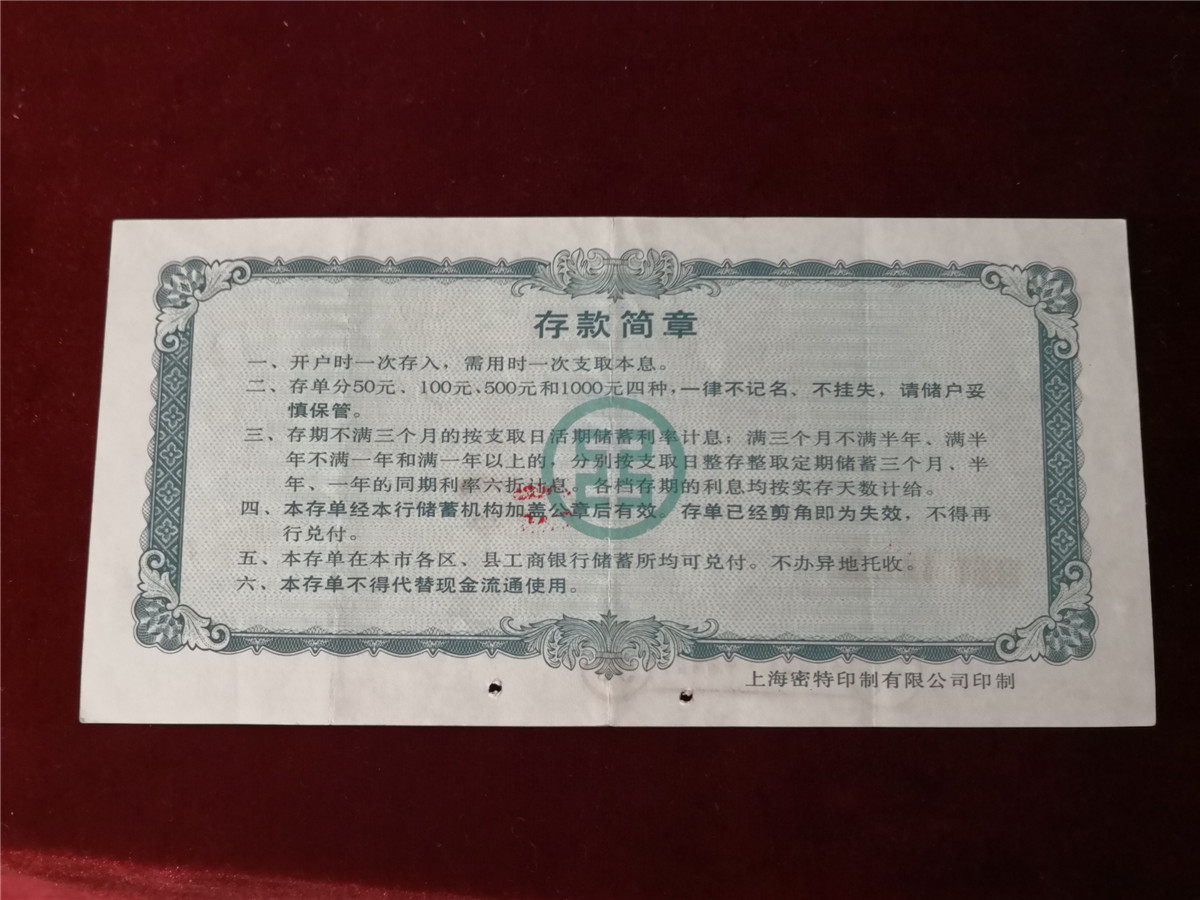 存款简章
一、开户时一次存入，需用时一次支取本息。
二、存单分50元、100元、500元和1000元四种，一律不记名、不挂失，请储户妥
慎保管。
三、存期不满三个月的按支取日活期储蓄利率计息；满三个月不满半年、满半
年不满一年和满一年以上的，分别按支取日整存整取定期储蓄三个月、半
年、一年的同期利率六折计息。各档存期的利息均按实存天数计给。
四、本存单经本行储蓄机构加盖公章后有效。存单已经剪角即为失效，不得再
行兑付。
五、本存单在本市各区、县工商银行储蓄所均可兑付。不办异地托收。
六、本存单不得代替现金流通使用。
上海密特印制有限公司印制